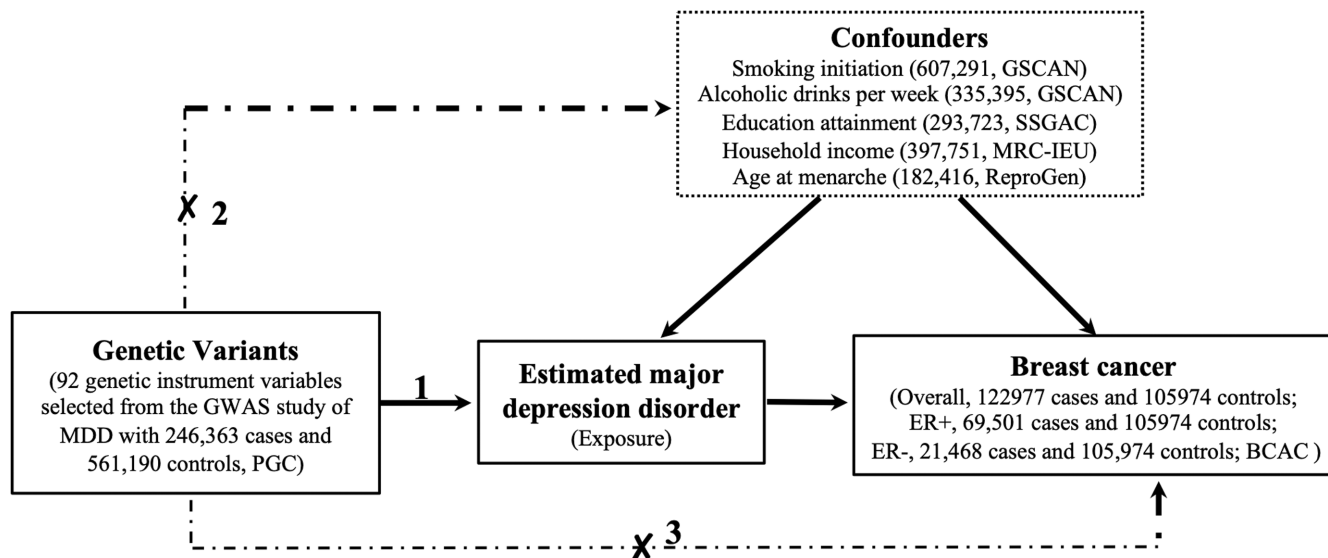 Confounders
Smoking initiation (607,291, GSCAN)
Alcoholic drinks per week (335,395, GSCAN)
Education attainment (293,723, SSGAC)
Household income (397,751, MRC-IEU)
Age at menarche (182,416, ReproGen)
2
Genetic Variants
(92 genetic instrument variables
selected from the GWAS study of
MDD with 246,363 cases and
561,190 controls, PGC)
1
Estimated major
depression disorder
(Exposure)
Breast cancer
(Overall, 122977 cases and 105974 controls;
ER+, 69,501 cases and 105974 controls;
ER-, 21,468 cases and 105,974 controls; BCAC )
3